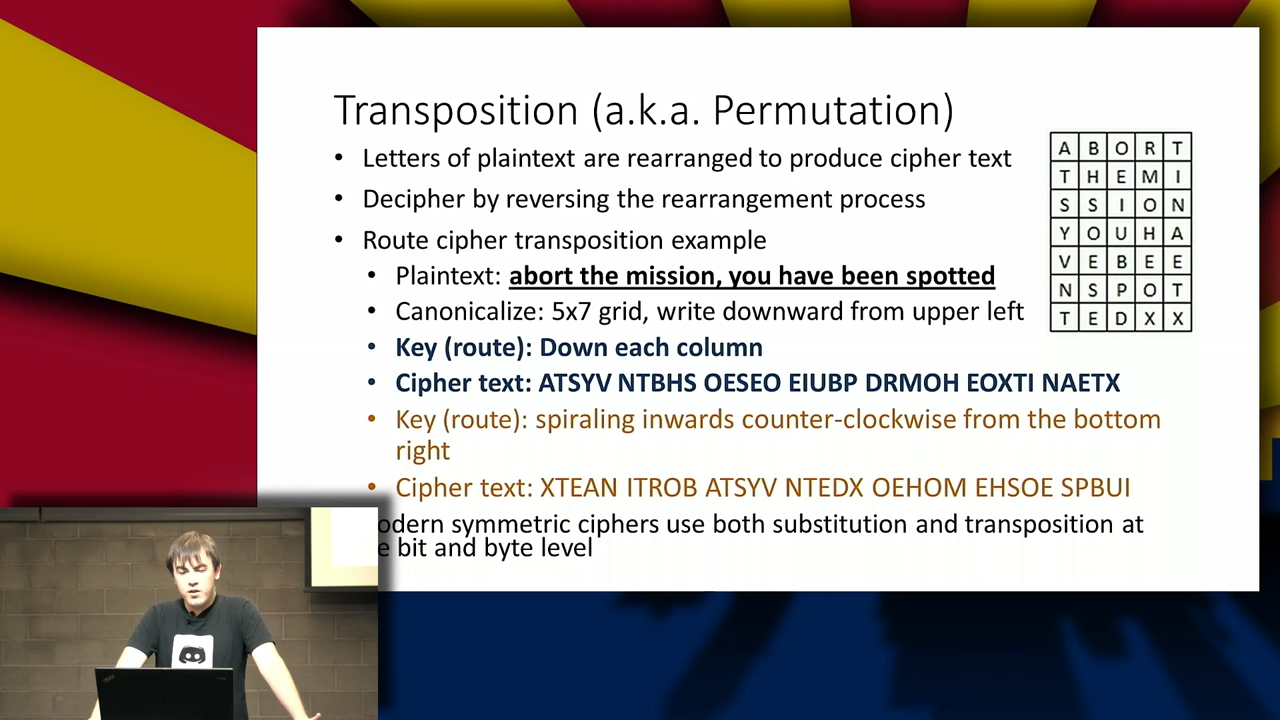 Transposition (a.k.a. Permutation)
• Letters of plaintext are rearranged to produce cipher text
• Decipher by reversing the rearrangement process
• Route cipher transposition example
• Plaintext: abort the mission, you have been spotted
• Canonicalize: 5x7 grid, write downward from upper left
• Key (route): Down each column
• Cipher text: ATSYV NTBHS OESEO EIUBP DRMOH EOXTI NAETX
• Key (route): spiraling inwards counter-clockwise from the bottom
right
• Cipher text: XTEAN ITROB ATSYV NTEDX OEHOM EHSOE SPBUI
odern symmetric ciphers use both substitution and transposition at
e bit and byte level
A B O R T
T H E M I
S S I O N
Y O U H A
V E B E E
N S P O T
T E D X X